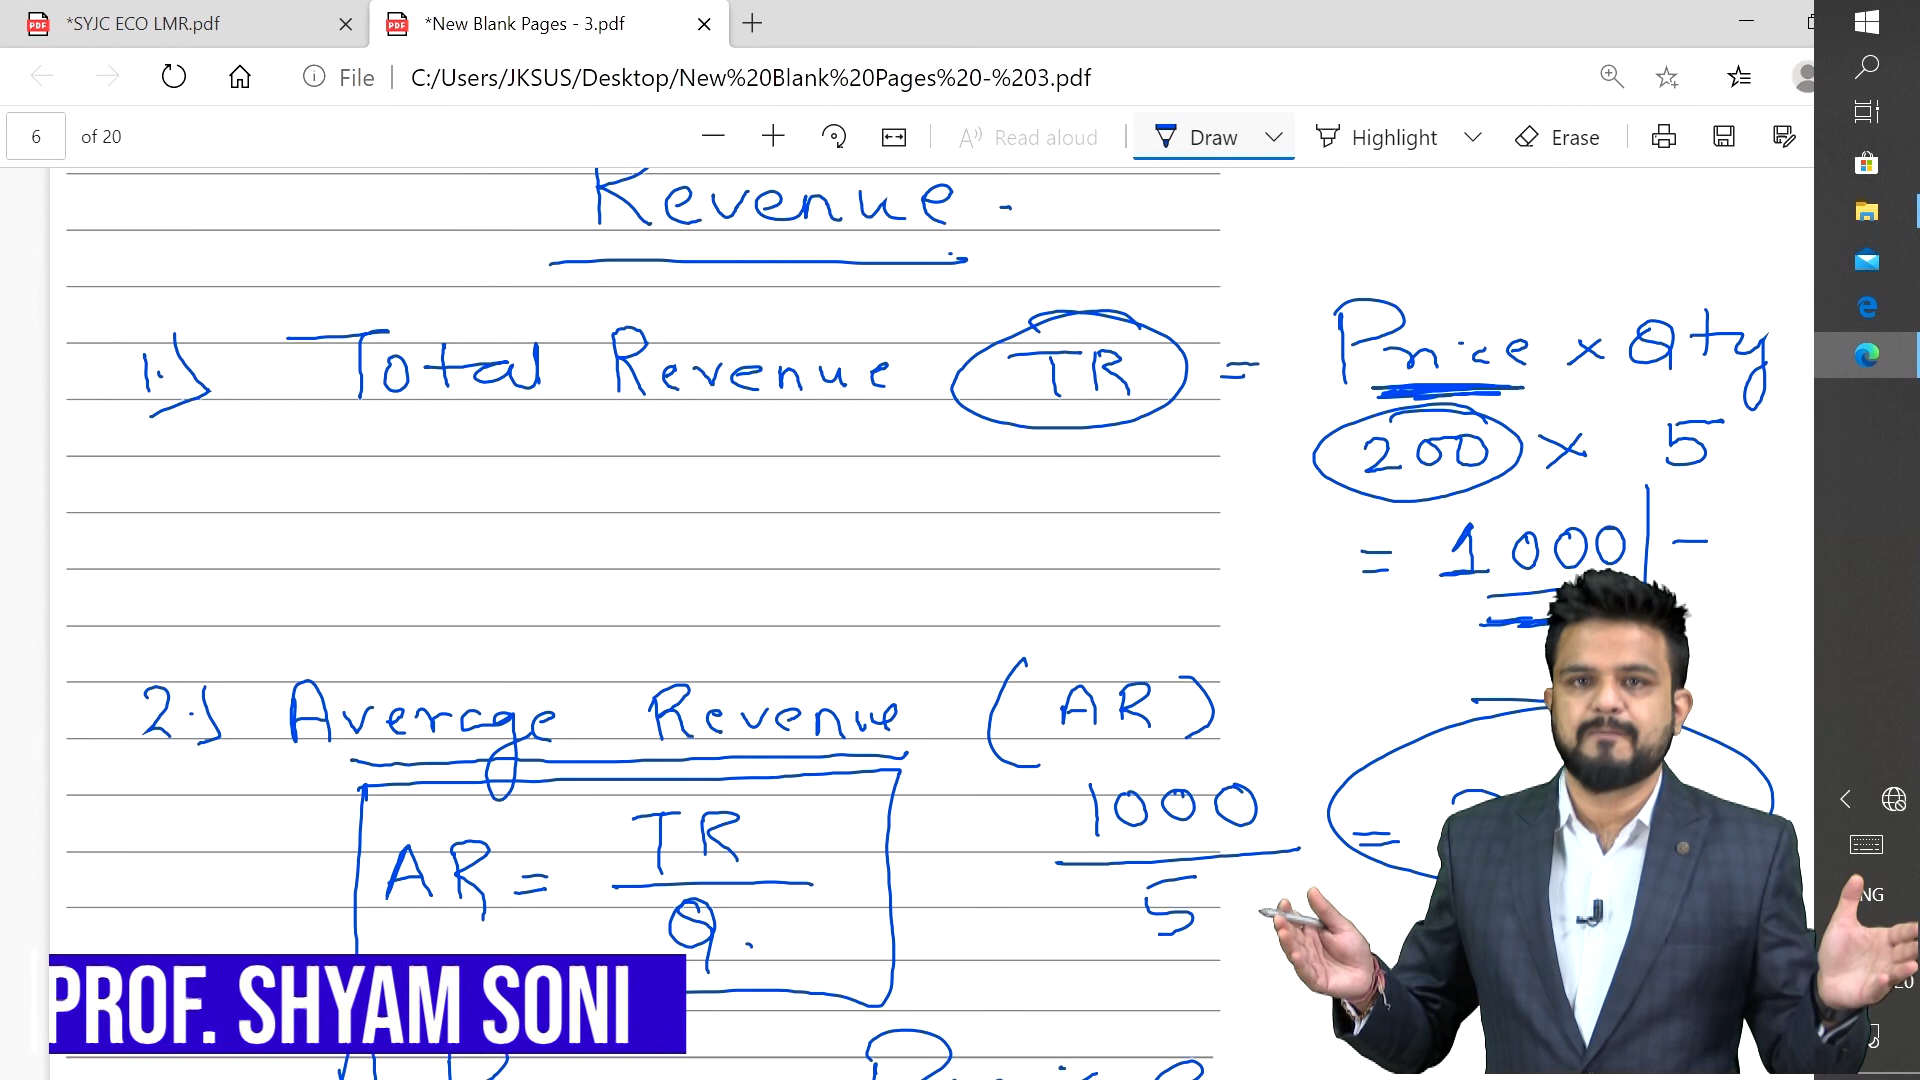 *SYJC ECO LMR.pdf
*New Blank Pages - 3.pdf
File
C:/Users/JKSUS/Desktop/New%20Blank%20Pages%20-%203.pdf
6 of 20
Read aloud
Draw
Highlight
Erase
Revenue .
1.) Total Revenue TR = Price x Qty
200 x 5
= 1000/-
2.) Average Revenue (AR)
AR = TR
Q.
1000
5
=
PROF. SHYAM SONI